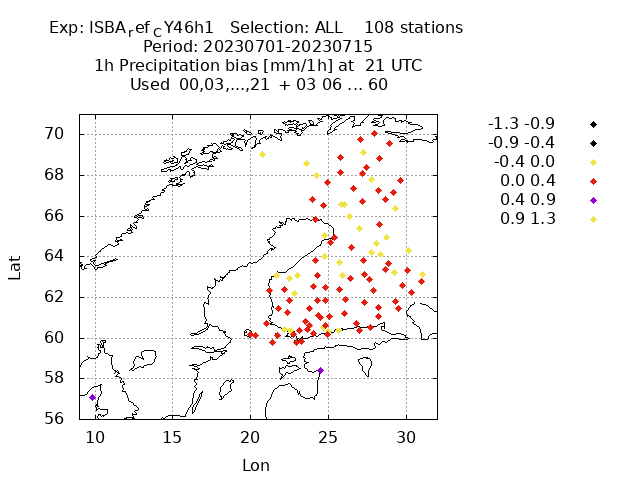 Exp: ISBA_ref_C Y46h1   Selection: ALL    108 stations
Period: 20230701-20230715
1h Precipitation bias [mm/1h] at  21 UTC
Used  00,03,...,21  + 03 06 ... 60
-1.3 -0.9
-0.9 -0.4
-0.4 0.0
0.0 0.4
0.4 0.9
0.9 1.3
70
68
66
64
62
60
58
56
Lat
10 15 20 25 30
Lon